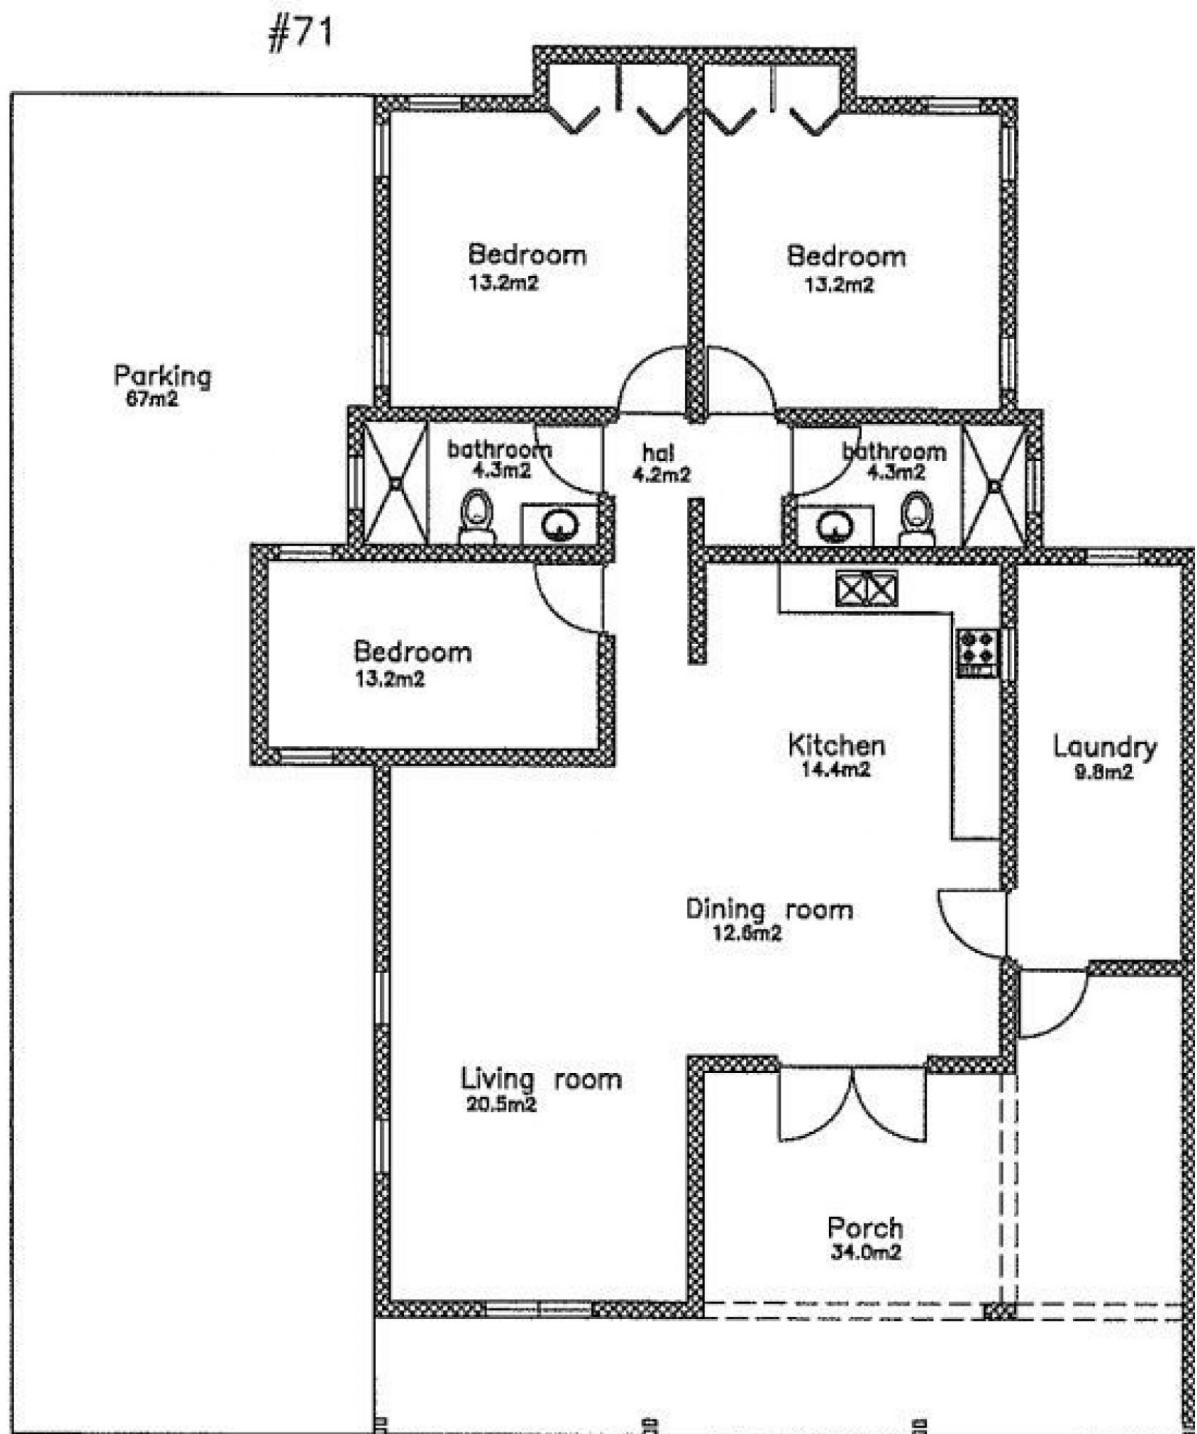 #71
Bedroom
13.2m2
Bedroom
13.2m2
Parking
67m2
bathroom
4.3m2
hal
4.2m2
bathroom
4.3m2
Bedroom
13.2m2
Kitchen
14.4m2
Laundry
9.8m2
Dining room
12.6m2
Living room
20.5m2
Porch
34.0m2